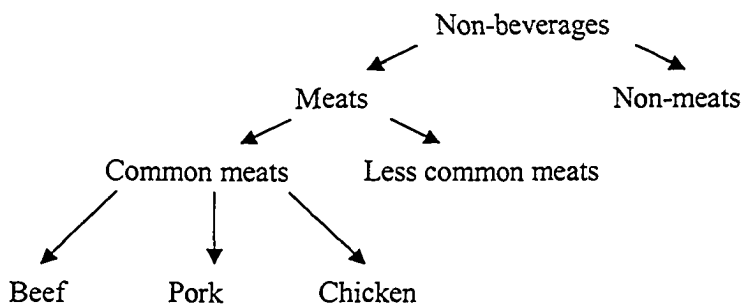 Non-beverages
Meats Non-meats
Common meats Less common meats
Beef Pork Chicken